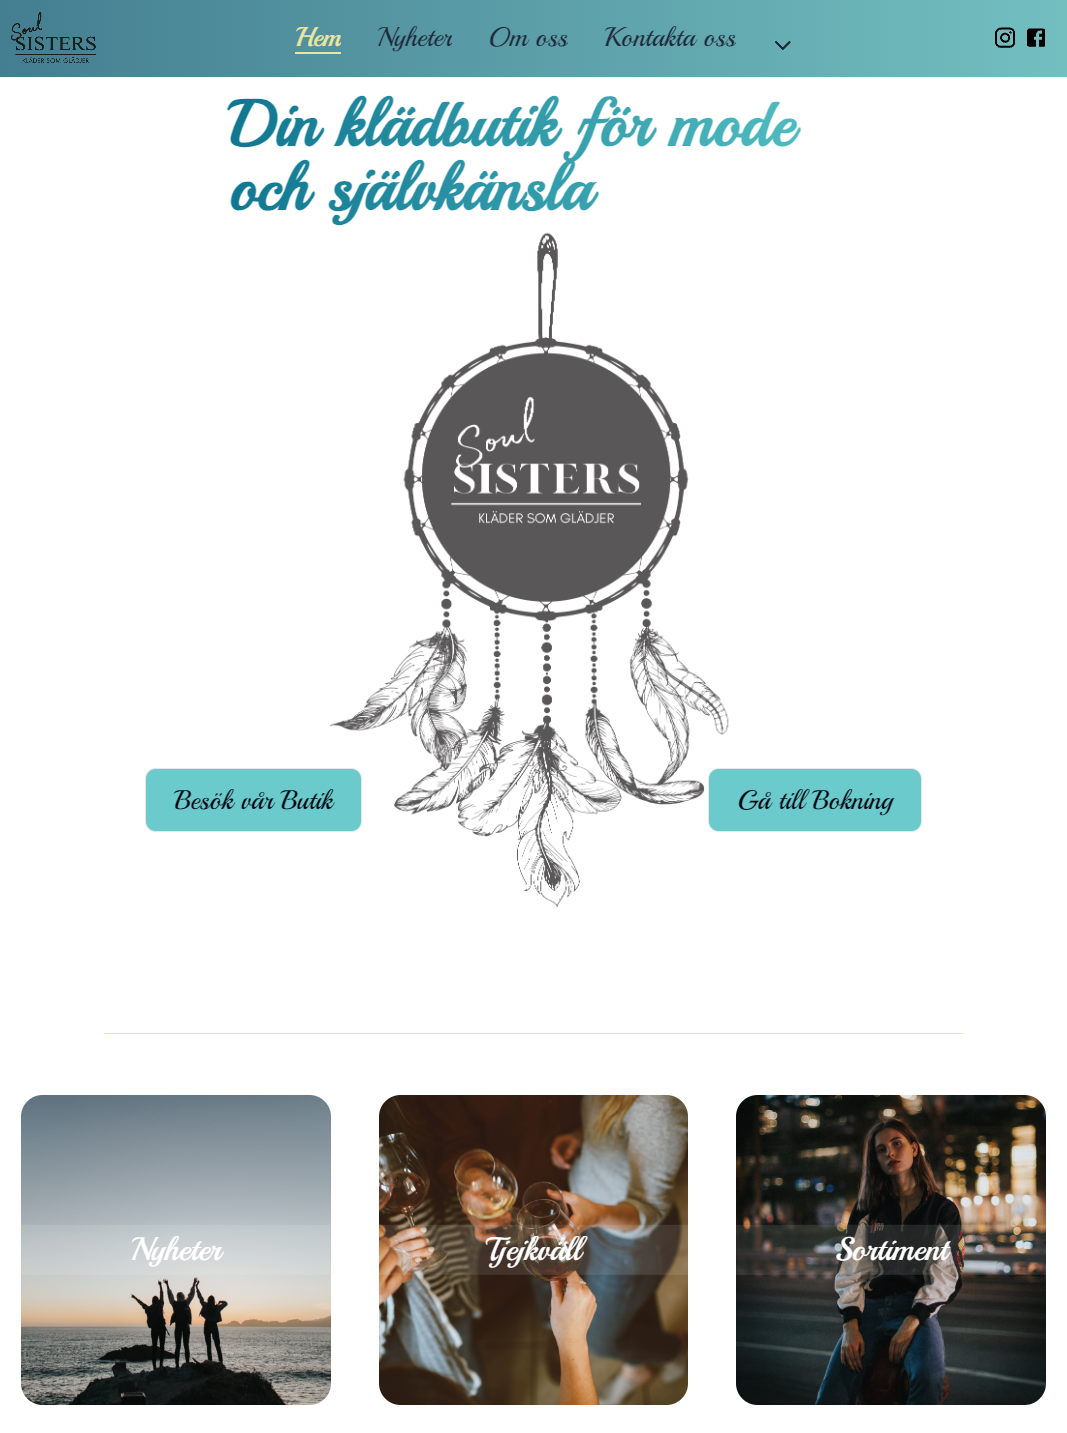 Soul
SISTERS
KLÄDER SOM GLÄDJER
Hem
Nyheter
Om oss
Kontakta oss
Din klädbutik för mode
och självkänsla
Soul
SISTERS
KLÄDER SOM GLÄDJER
Besök vår Butik
Gå till Bokning
Nyheter
Tjejkväll
Sortiment